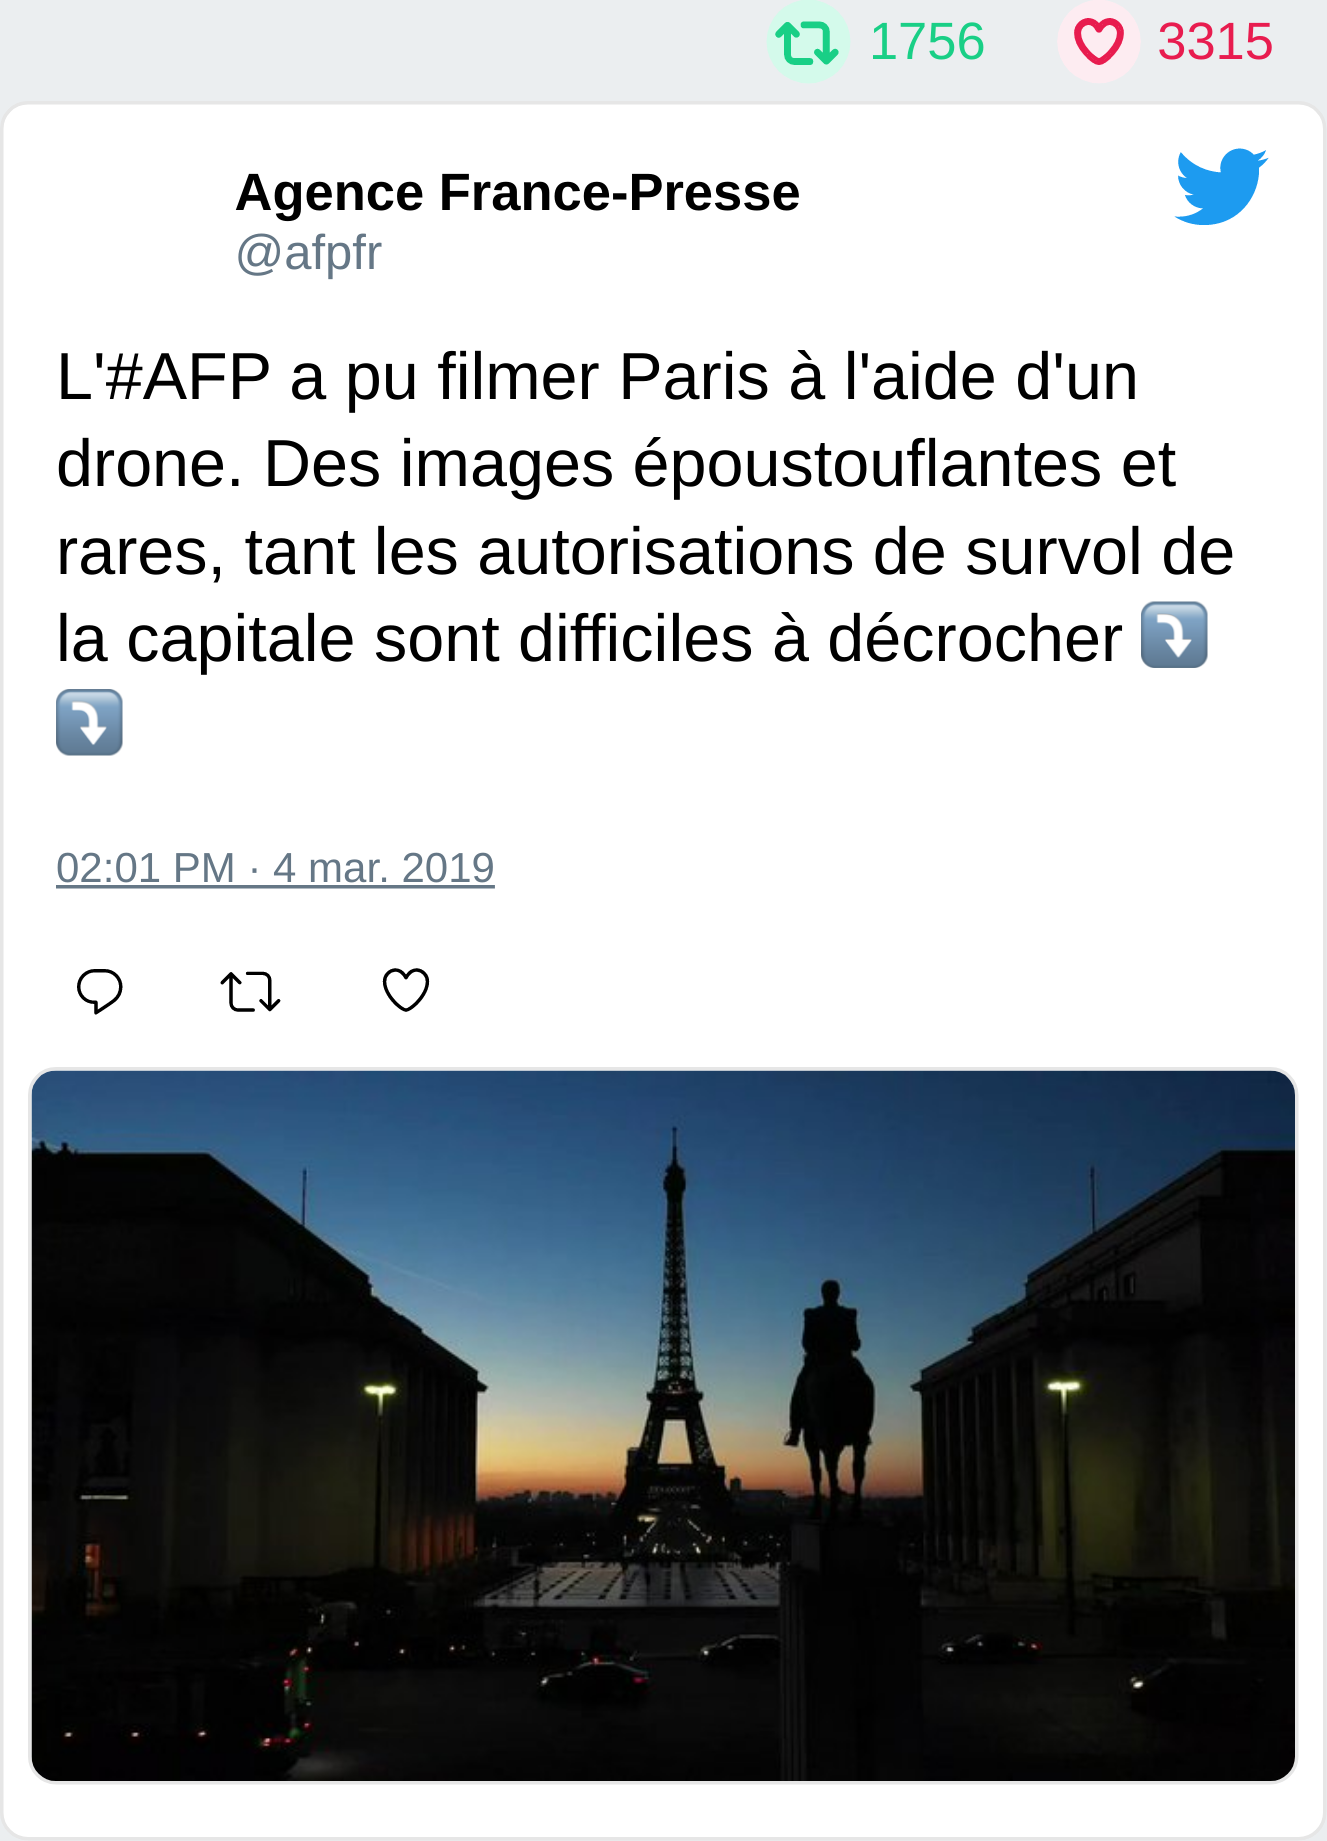 1756 3315
Agence France-Presse
@afpfr
L'#AFP a pu filmer Paris à l'aide d'un
drone. Des images époustouflantes et
rares, tant les autorisations de survol de
la capitale sont difficiles à décrocher ⤵️
⤵️
02:01 PM · 4 mar. 2019